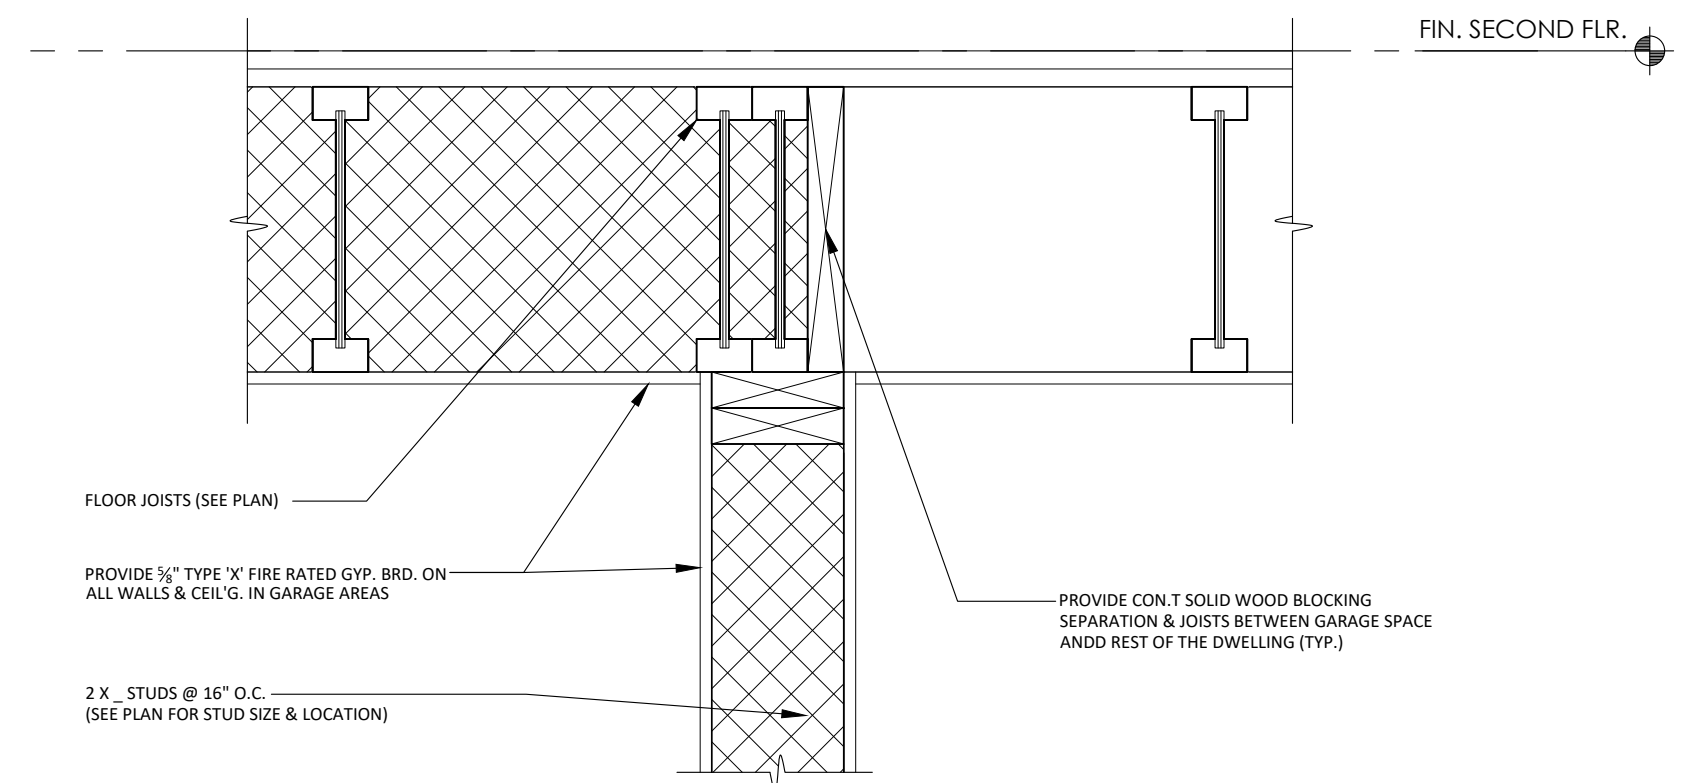 FIN. SECOND FLR.
FLOOR JOISTS (SEE PLAN)
PROVIDE ⅝" TYPE 'X' FIRE RATED GYP. BRD. ON
ALL WALLS & CEIL'G. IN GARAGE AREAS
PROVIDE CON.T SOLID WOOD BLOCKING
SEPARATION & JOISTS BETWEEN GARAGE SPACE
ANDD REST OF THE DWELLING (TYP.)
2 X _ STUDS @ 16" O.C.
(SEE PLAN FOR STUD SIZE & LOCATION)